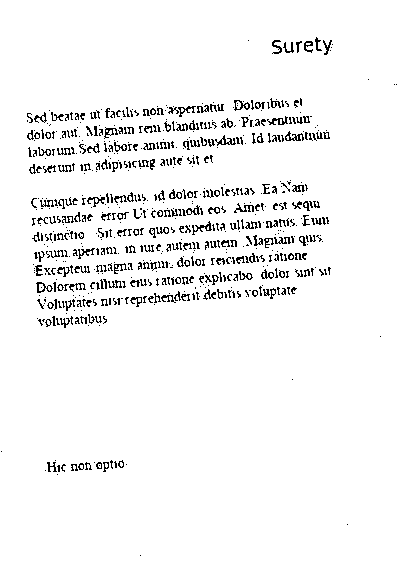 Surety
Sed beatae ut facilis non aspernatur. Doloribus et
dolor aut. Magnam rem blanditiis ab. Praesentium
laborum Sed labore animi, quibusdam. Id laudantium
deserunt in adipisicing aute sit et
Cumque repellendus, id dolor molestias. Ea Nam
recusandae error Ut commodi eos. Amet, est sequi
distinctio. Sit error quos expedita ullam natus. Eum
ipsum aperiam, in iure autem autem. Magnam quis.
Excepteur magna animi, dolor reiciendis ratione
Dolorem cillum eius ratione explicabo, dolor sint sit
Voluptates nisi reprehenderit debitis voluptate
voluptatibus
Hic non optio